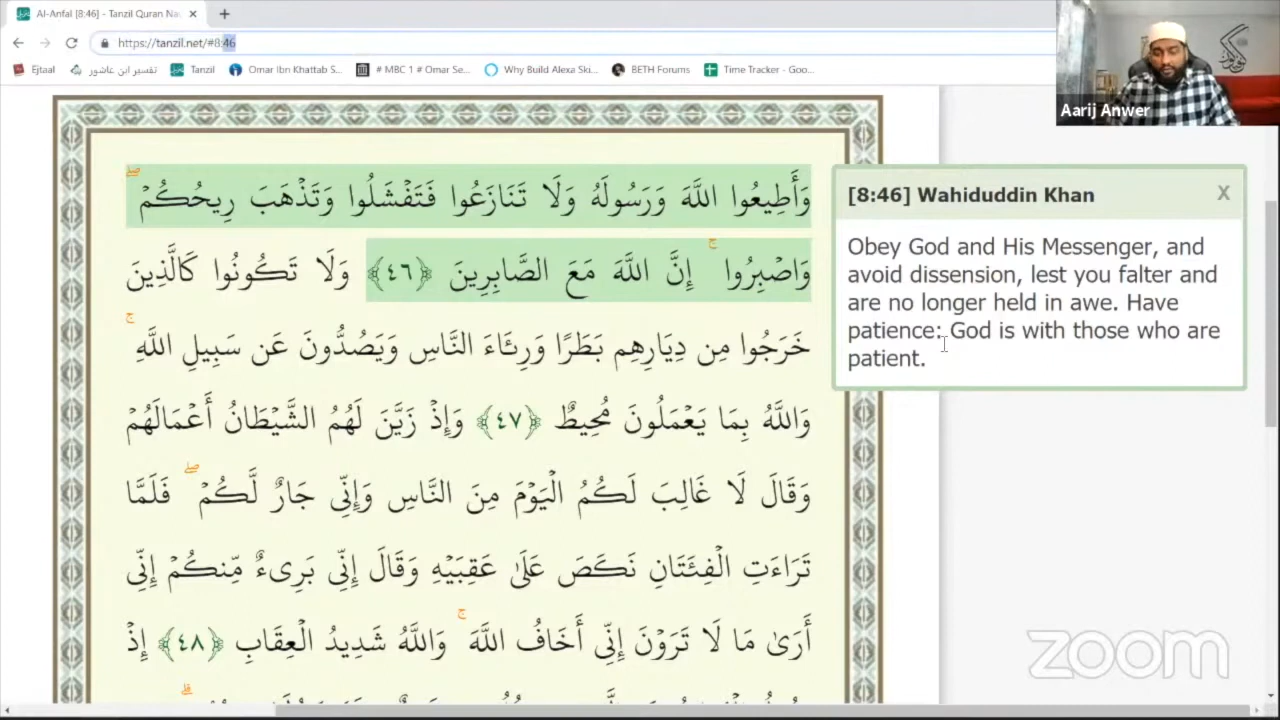 Al-Anfal [8:46] - Tanzil Quran Na
https://tanzil.net/#8:46
Ejtaal
تفسير ابن عاشور
Tanzil
Omar Ibn Khattab S...
# MBC 1 # Omar Se...
Why Build Alexa Ski...
BETH Forums
Time Tracker - Goo...
Aarij Anwer
وَأَطِيعُوا اللَّهَ وَرَسُولَهُ وَلَا تَنَازَعُوا فَتَفْشَلُوا وَتَذْهَبَ رِيحُكُمْ ۖ
وَاصْبِرُوا ۚ إِنَّ اللَّهَ مَعَ الصَّابِرِينَ ﴿٤٦﴾ وَلَا تَكُونُوا كَالَّذِينَ
خَرَجُوا مِن دِيَارِهِم بَطَرًا وَرِئَاءَ النَّاسِ وَيَصُدُّونَ عَن سَبِيلِ اللَّهِ ۚ
وَاللَّهُ بِمَا يَعْمَلُونَ مُحِيطٌ ﴿٤٧﴾ وَإِذْ زَيَّنَ لَهُمُ الشَّيْطَانُ أَعْمَالَهُمْ
وَقَالَ لَا غَالِبَ لَكُمُ الْيَوْمَ مِنَ النَّاسِ وَإِنِّي جَارٌ لَّكُمْ ۖ فَلَمَّا
تَرَاءَتِ الْفِئَتَانِ نَكَصَ عَلَىٰ عَقِبَيْهِ وَقَالَ إِنِّي بَرِيءٌ مِّنكُمْ إِنِّي
أَرَىٰ مَا لَا تَرَوْنَ إِنِّي أَخَافُ اللَّهَ ۚ وَاللَّهُ شَدِيدُ الْعِقَابِ ﴿٤٨﴾ إِذْ
[8:46] Wahiduddin Khan
X
Obey God and His Messenger, and
avoid dissension, lest you falter and
are no longer held in awe. Have
patience: God is with those who are
patient.
zoom